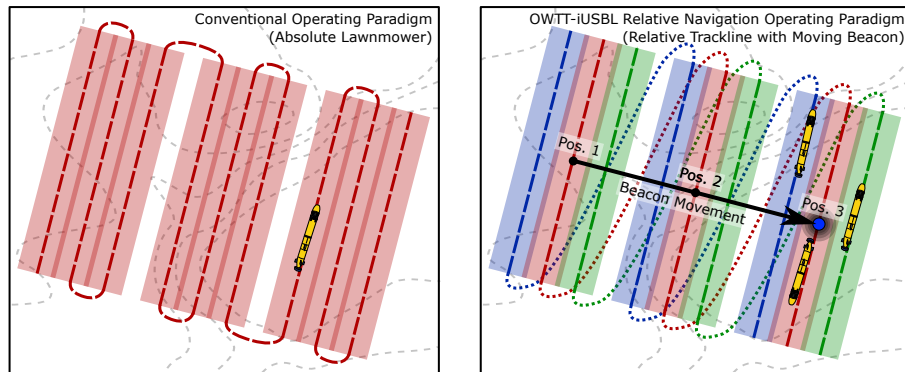 Conventional Operating Paradigm
(Absolute Lawnmower)
OWTT-iUSBL Relative Navigation Operating Paradigm
(Relative Trackline with Moving Beacon)
Pos. 1
Pos. 2
Pos. 3
Beacon Movement